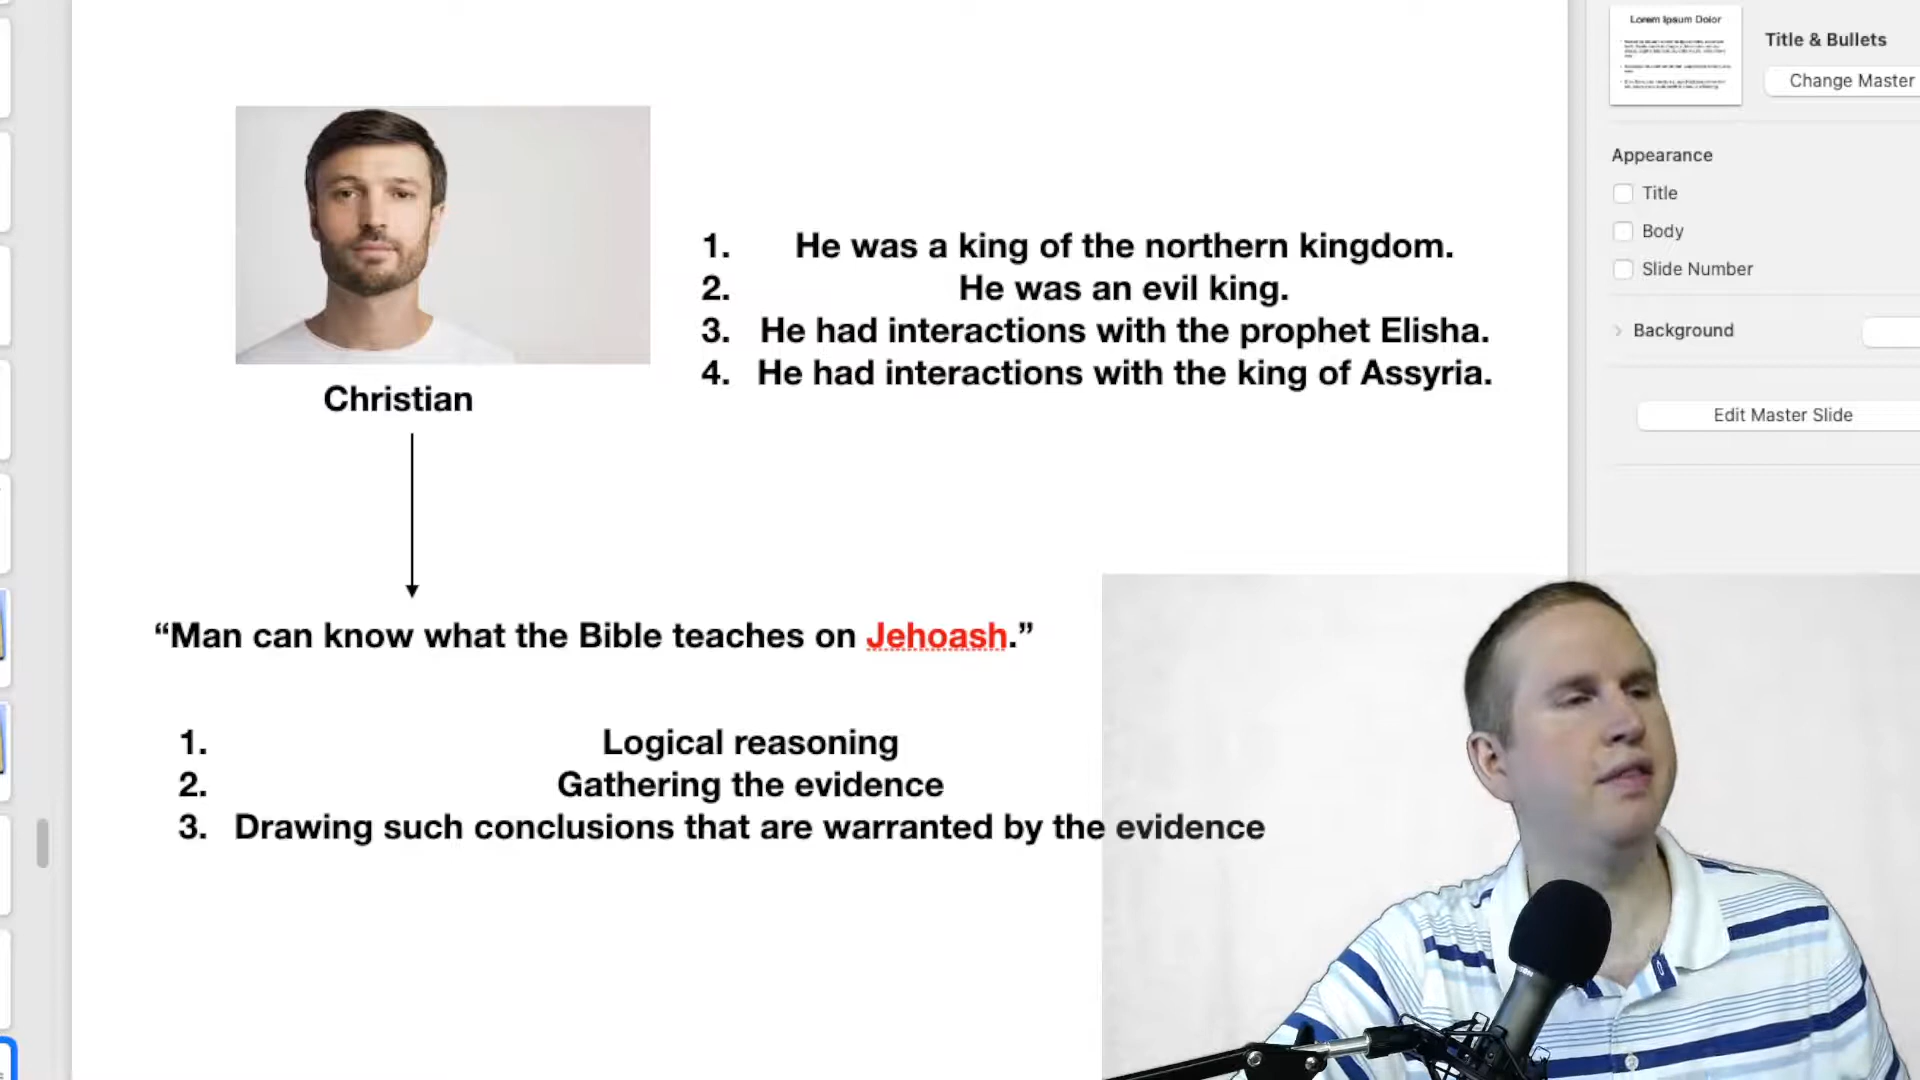 Lorem Ipsum Dolor
Title & Bullets
Change Master
Appearance
Title
Body
Slide Number
Background
Edit Master Slide
1. He was a king of the northern kingdom.
2. He was an evil king.
3. He had interactions with the prophet Elisha.
4. He had interactions with the king of Assyria.
Christian
“Man can know what the Bible teaches on Jehoash.”
1. Logical reasoning
2. Gathering the evidence
3. Drawing such conclusions that are warranted by the evidence